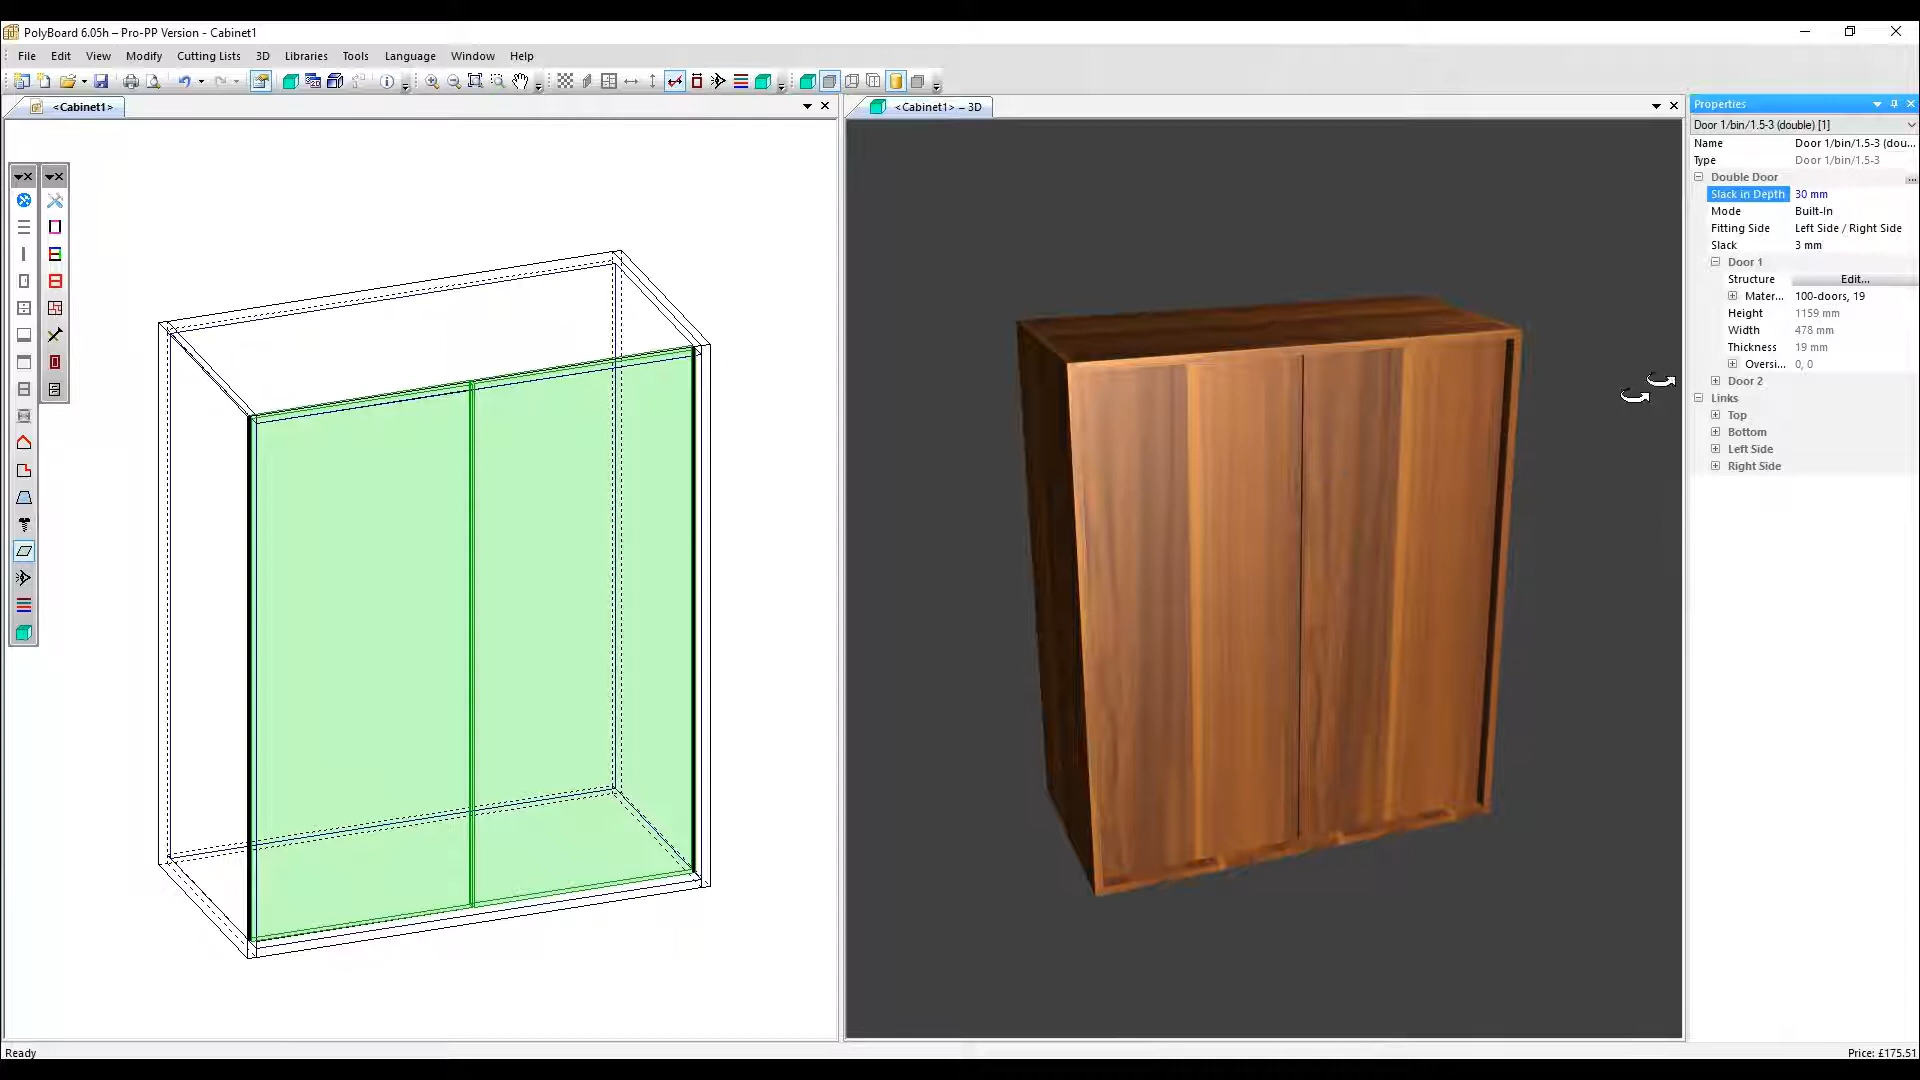 PolyBoard 6.05h – Pro-PP Version - Cabinet1
File Edit View Modify Cutting Lists 3D Libraries Tools Language Window Help
<Cabinet1>
<Cabinet1> – 3D
Properties
Door 1/bin/1.5-3 (double) [1]
Name Door 1/bin/1.5-3 (dou...
Type Door 1/bin/1.5-3
Double Door
Slack in Depth 30 mm
Mode Built-In
Fitting Side Left Side / Right Side
Slack 3 mm
Door 1
Structure Edit...
Mater... 100-doors, 19
Height 1159 mm
Width 478 mm
Thickness 19 mm
Oversi... 0, 0
Door 2
Links
Top
Bottom
Left Side
Right Side
Ready
Price: £175.51